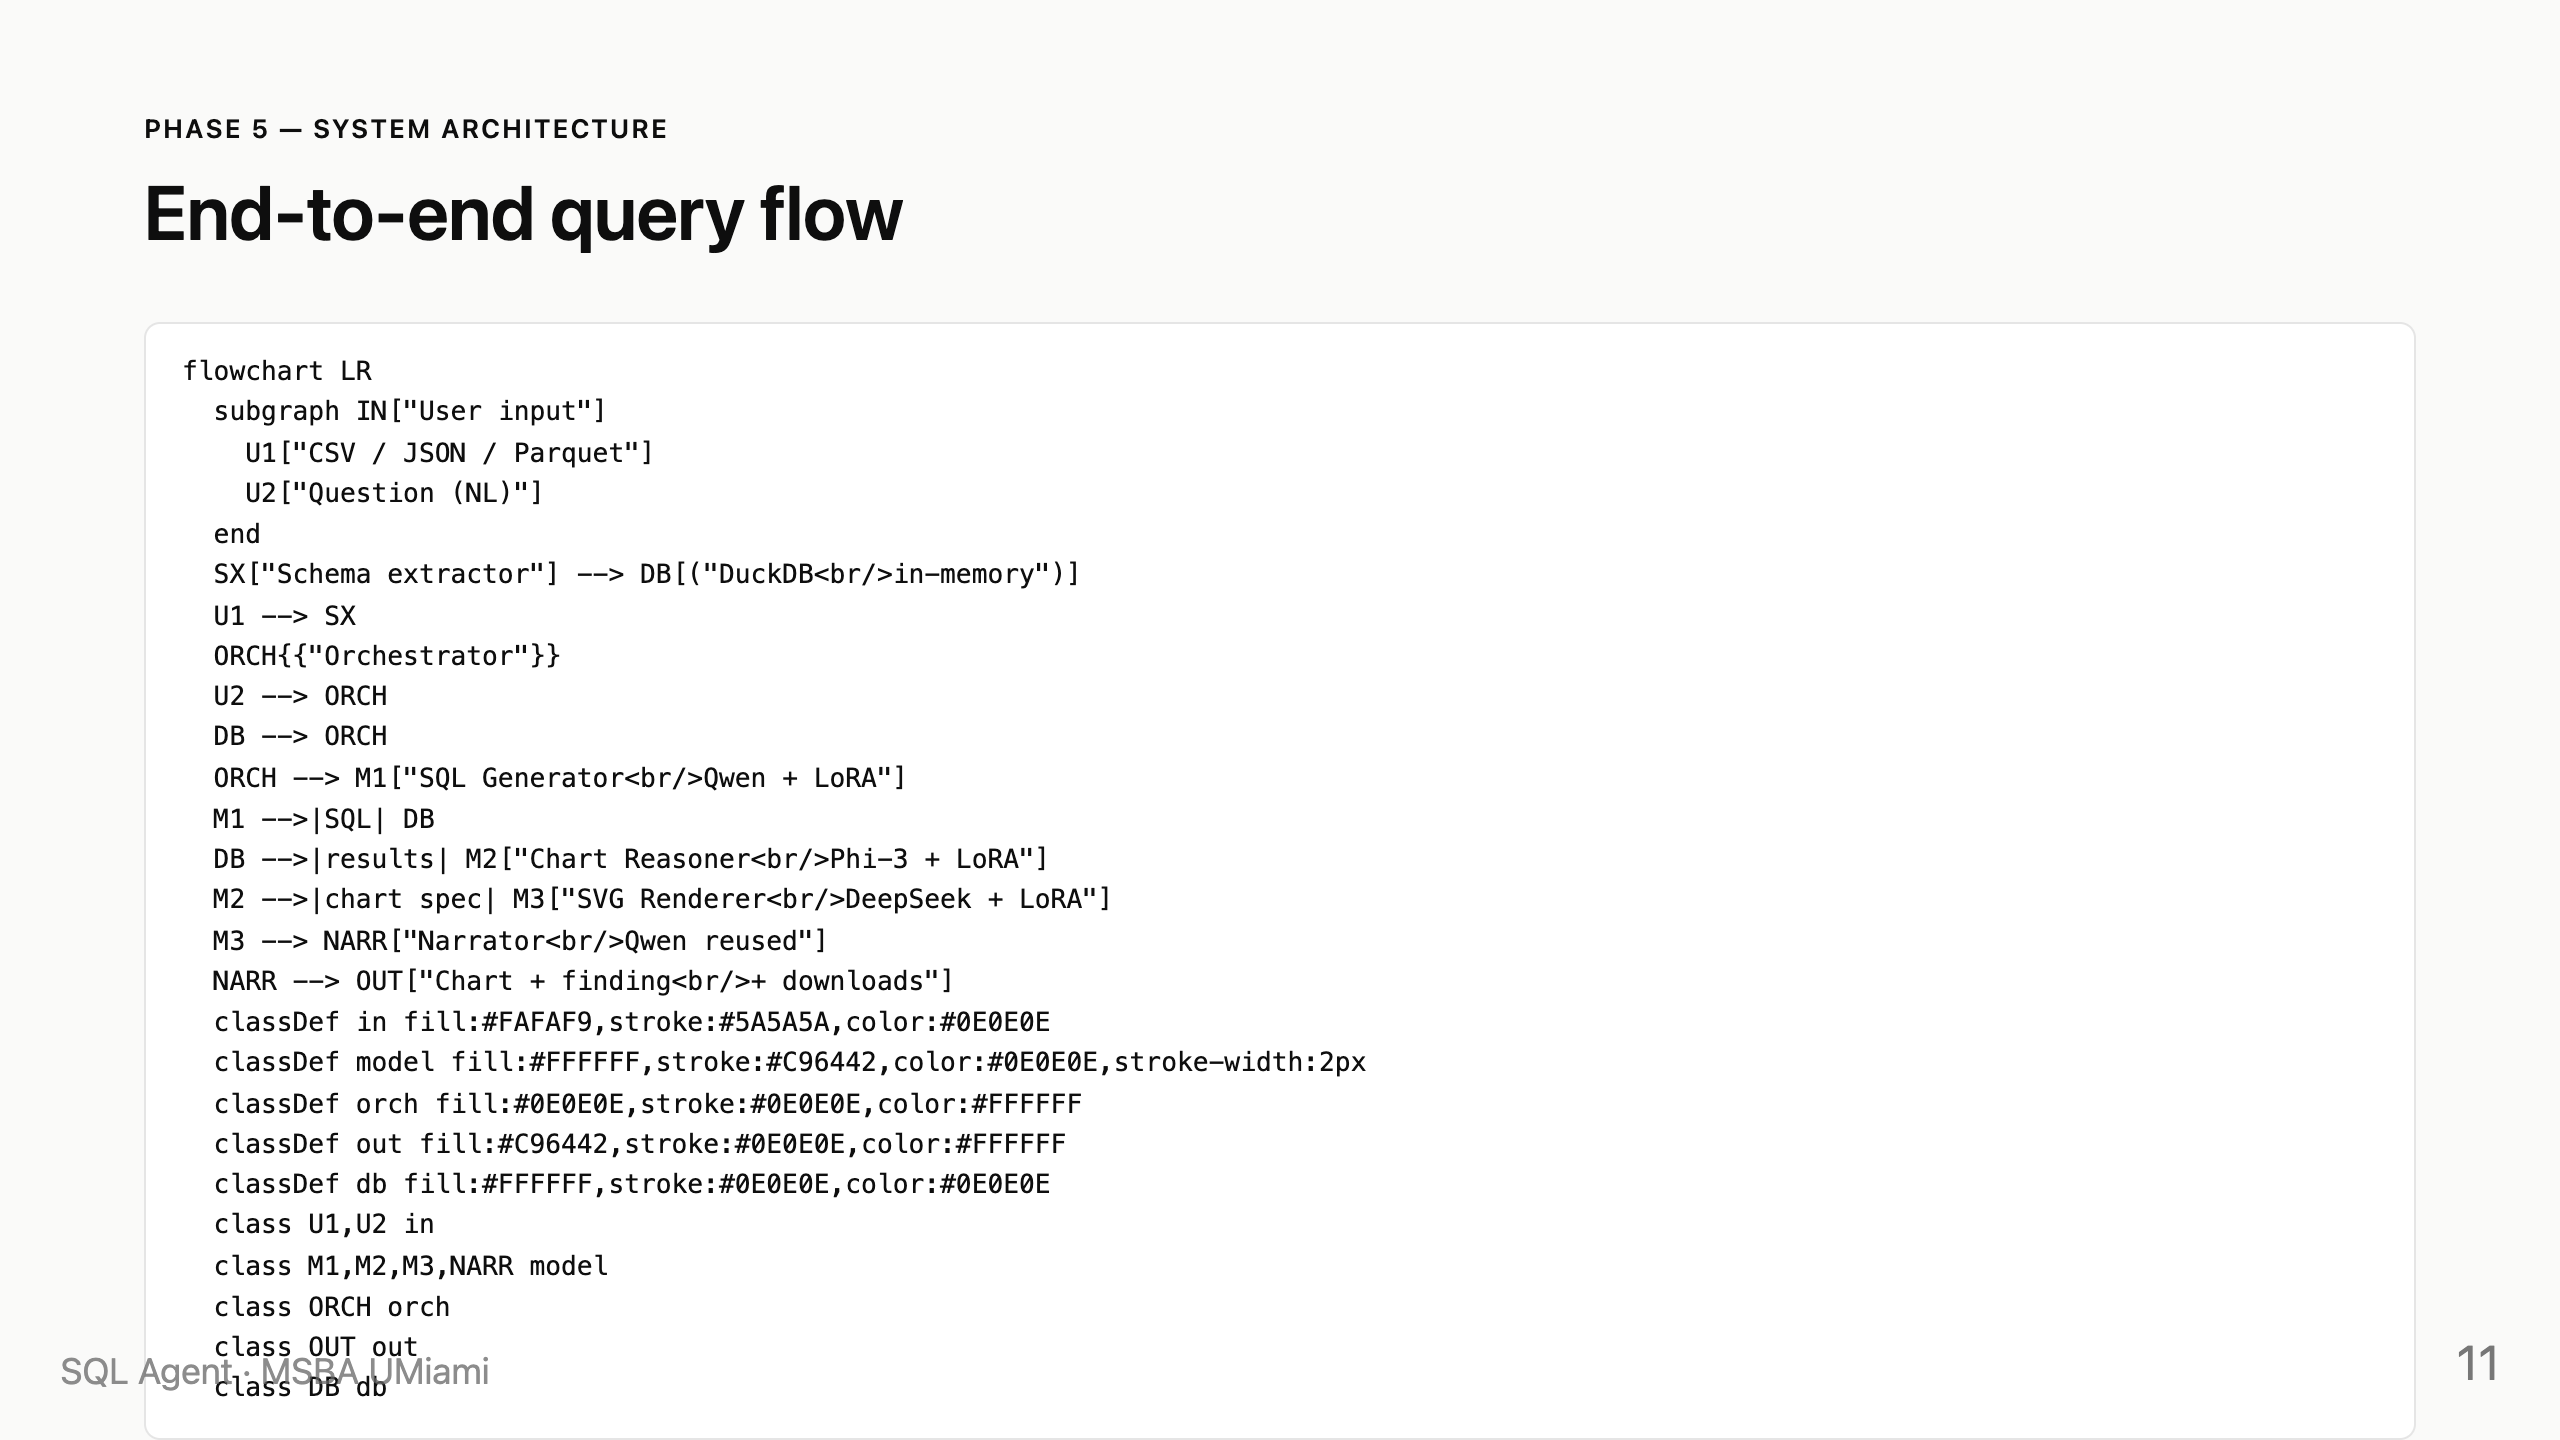 PHASE 5 — SYSTEM ARCHITECTURE
End-to-end query flow
flowchart LR
  subgraph IN["User input"]
    U1["CSV / JSON / Parquet"]
    U2["Question (NL)"]
  end
  SX["Schema extractor"] --> DB[("DuckDB<br/>in-memory")]
  U1 --> SX
  ORCH{{"Orchestrator"}}
  U2 --> ORCH
  DB --> ORCH
  ORCH --> M1["SQL Generator<br/>Qwen + LoRA"]
  M1 -->|SQL| DB
  DB -->|results| M2["Chart Reasoner<br/>Phi-3 + LoRA"]
  M2 -->|chart spec| M3["SVG Renderer<br/>DeepSeek + LoRA"]
  M3 --> NARR["Narrator<br/>Qwen reused"]
  NARR --> OUT["Chart + finding<br/>+ downloads"]
  classDef in fill:#FAFAF9,stroke:#5A5A5A,color:#0E0E0E
  classDef model fill:#FFFFFF,stroke:#C96442,color:#0E0E0E,stroke-width:2px
  classDef orch fill:#0E0E0E,stroke:#0E0E0E,color:#FFFFFF
  classDef out fill:#C96442,stroke:#0E0E0E,color:#FFFFFF
  classDef db fill:#FFFFFF,stroke:#0E0E0E,color:#0E0E0E
  class U1,U2 in
  class M1,M2,M3,NARR model
  class ORCH orch
  class OUT out
  class DB db
SQL Agent · MSBA UMiami
11